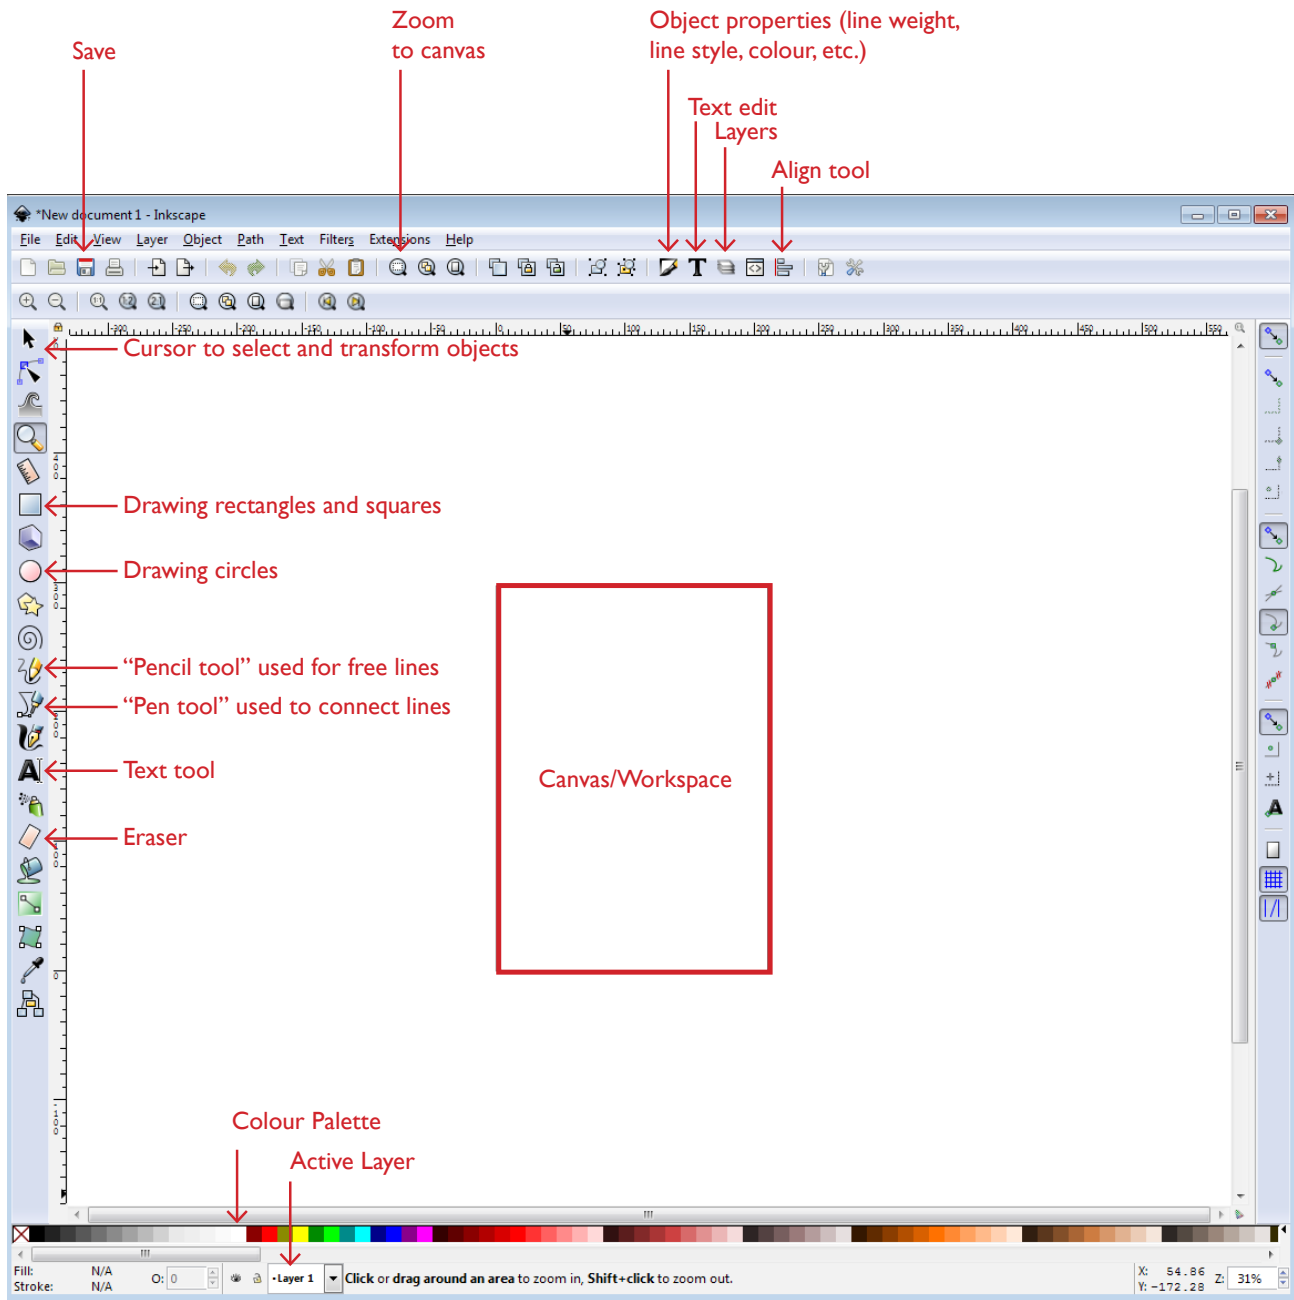 Zoom
to canvas
Object properties (line weight,
line style, colour, etc.)
Save
Text edit
Layers
Align tool
*New document 1 - Inkscape
File Edit View Layer Object Path Text Filters Extensions Help
Cursor to select and transform objects
Drawing rectangles and squares
Drawing circles
“Pencil tool” used for free lines
“Pen tool” used to connect lines
Text tool
Canvas/Workspace
Eraser
Colour Palette
Active Layer
Fill: N/A
Stroke: N/A
O: 0
•Layer 1
Click or drag around an area to zoom in, Shift+click to zoom out.
X: 54.86
Y: -172.28
Z: 31%